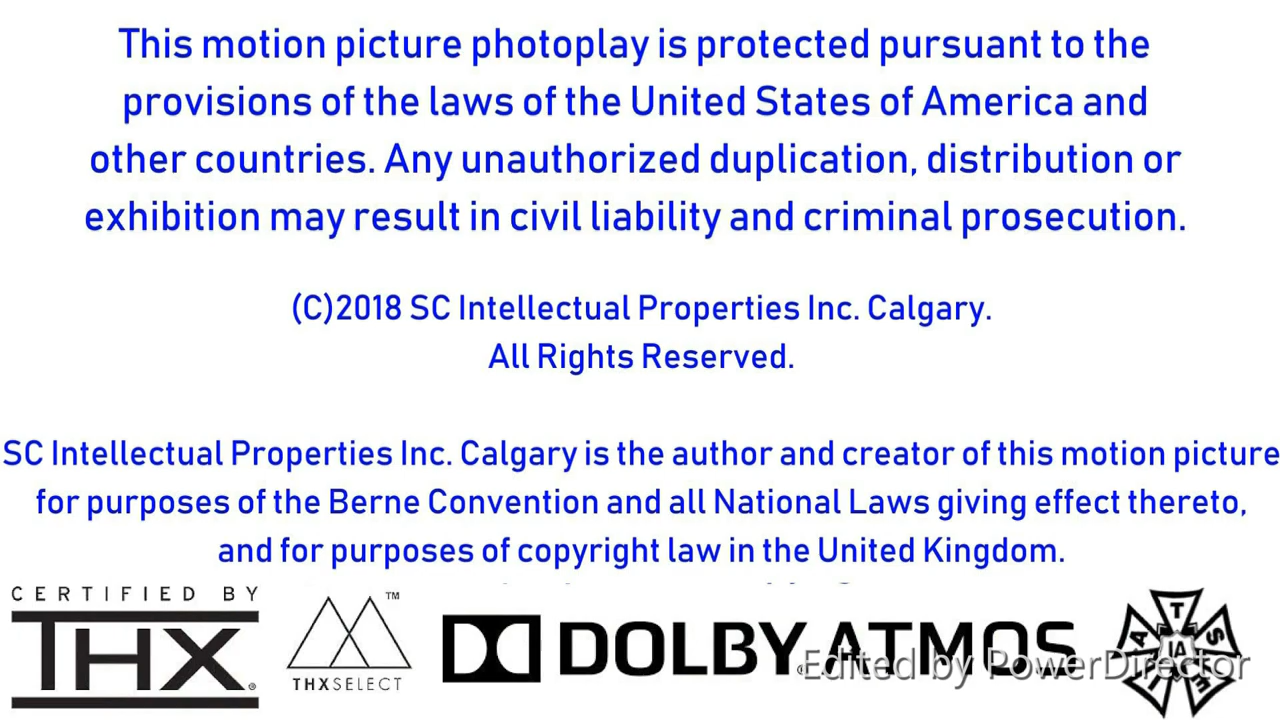 This motion picture photoplay is protected pursuant to the
provisions of the laws of the United States of America and
other countries. Any unauthorized duplication, distribution or
exhibition may result in civil liability and criminal prosecution.
(C)2018 SC Intellectual Properties Inc. Calgary.
All Rights Reserved.
SC Intellectual Properties Inc. Calgary is the author and creator of this motion picture
for purposes of the Berne Convention and all National Laws giving effect thereto,
and for purposes of copyright law in the United Kingdom.
CERTIFIED BY
THX®
™
THXSELECT
DOLBY® ATMOS
IATSE
IA
Edited by PowerDirector